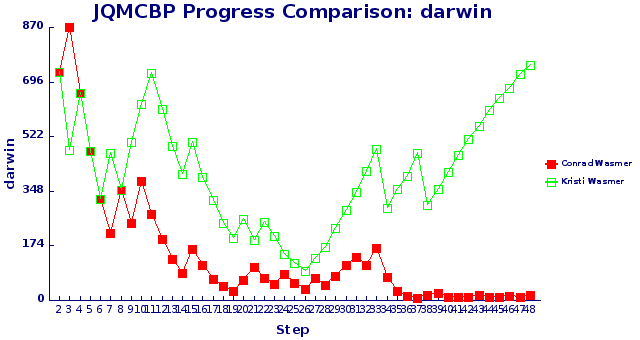 JQMCBP Progress Comparison: darwin
870
696
522
348
174
0
darwin
2 3 4 5 6 7 8 9 10 11 12 13 14 15 16 17 18 19 20 21 22 23 24 25 26 27 28 29 30 31 32 33 34 35 36 37 38 39 40 41 42 43 44 45 46 47 48
Step
Conrad Wasmer
Kristi Wasmer